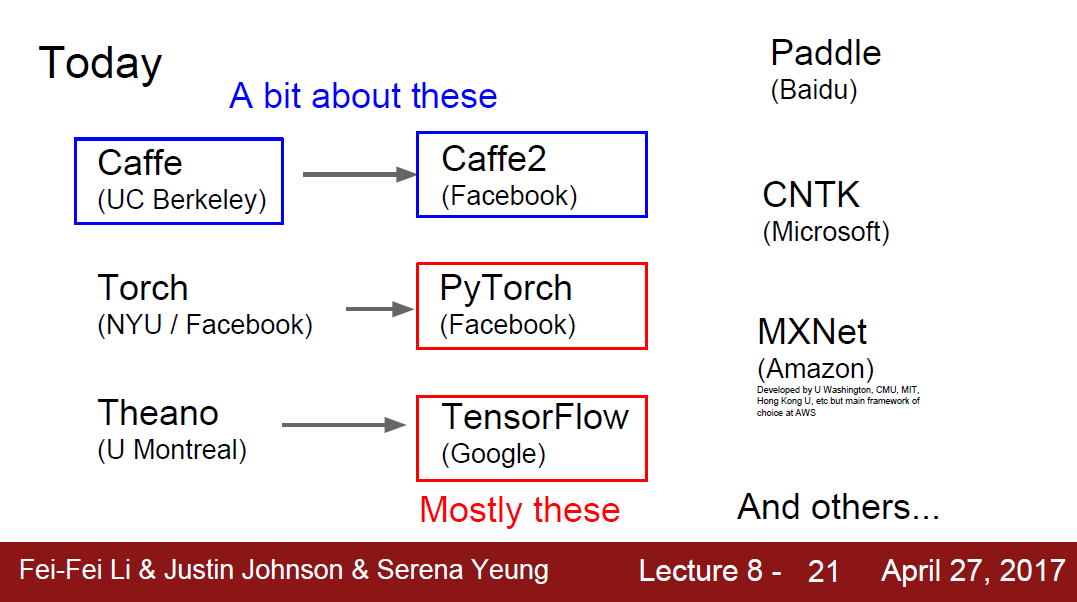 Today
A bit about these
Caffe
(UC Berkeley)
Caffe2
(Facebook)
Torch
(NYU / Facebook)
PyTorch
(Facebook)
Theano
(U Montreal)
TensorFlow
(Google)
Mostly these
Paddle
(Baidu)
CNTK
(Microsoft)
MXNet
(Amazon)
Developed by U Washington, CMU, MIT,
Hong Kong U, etc but main framework of
choice at AWS
And others...
Fei-Fei Li & Justin Johnson & Serena Yeung
Lecture 8 - 21
April 27, 2017